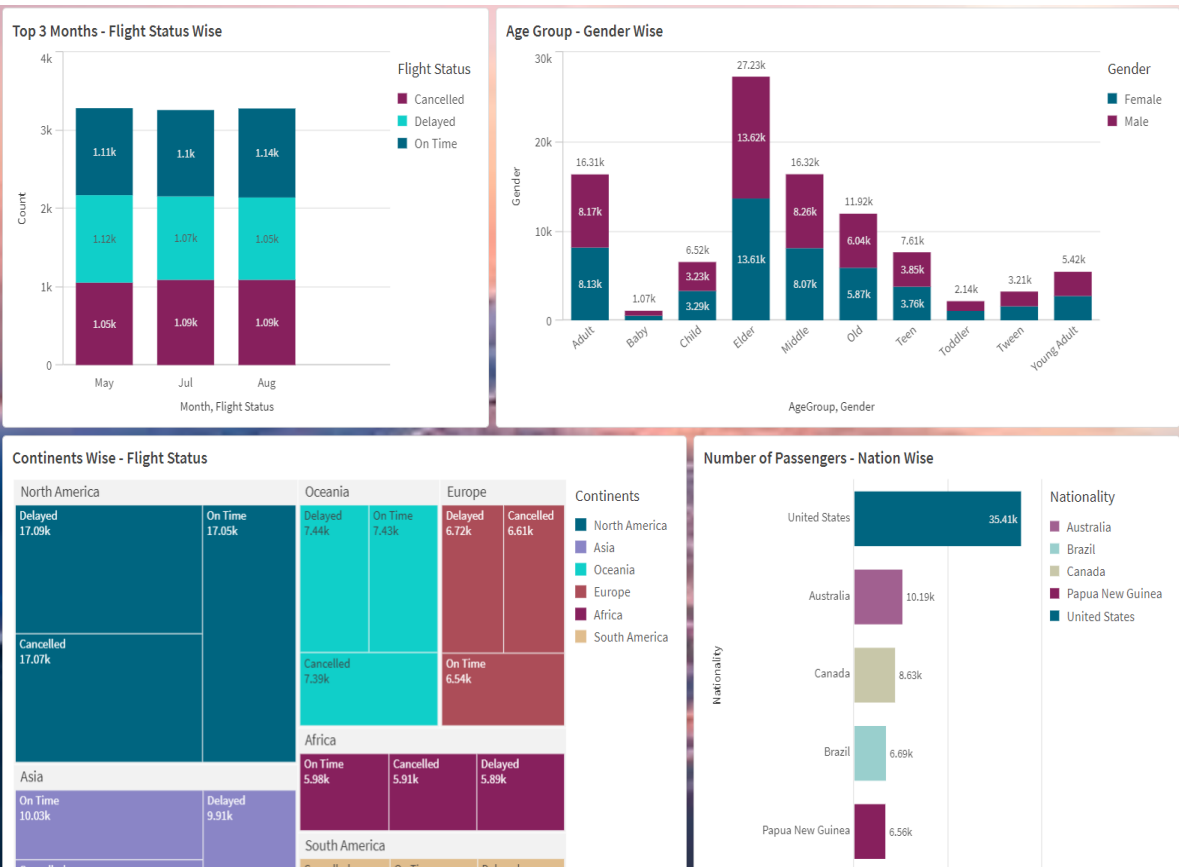 Top 3 Months - Flight Status Wise
4k
3k
2k
1k
0
Count
1.11k
1.1k
1.14k
1.12k
1.07k
1.05k
1.05k
1.09k
1.09k
May
Jul
Aug
Month, Flight Status
Flight Status
Cancelled
Delayed
On Time
Age Group - Gender Wise
30k
20k
10k
0
Gender
16.31k
8.17k
8.13k
1.07k
6.52k
3.23k
3.29k
27.23k
13.62k
13.61k
16.32k
8.26k
8.07k
11.92k
6.04k
5.87k
7.61k
3.85k
3.76k
2.14k
3.21k
5.42k
Adult
Baby
Child
Elder
Middle
Old
Teen
Toddler
Tween
Young Adult
AgeGroup, Gender
Gender
Female
Male
Continents Wise - Flight Status
North America
Delayed
17.09k
On Time
17.05k
Cancelled
17.07k
Asia
On Time
10.03k
Delayed
9.91k
Oceania
Delayed
7.44k
On Time
7.43k
Cancelled
7.39k
Europe
Delayed
6.72k
Cancelled
6.61k
On Time
6.54k
Africa
On Time
5.98k
Cancelled
5.91k
Delayed
5.89k
South America
Continents
North America
Asia
Oceania
Europe
Africa
South America
Number of Passengers - Nation Wise
Nationality
United States
35.41k
Australia
10.19k
Canada
8.63k
Brazil
6.69k
Papua New Guinea
6.56k
Nationality
Australia
Brazil
Canada
Papua New Guinea
United States